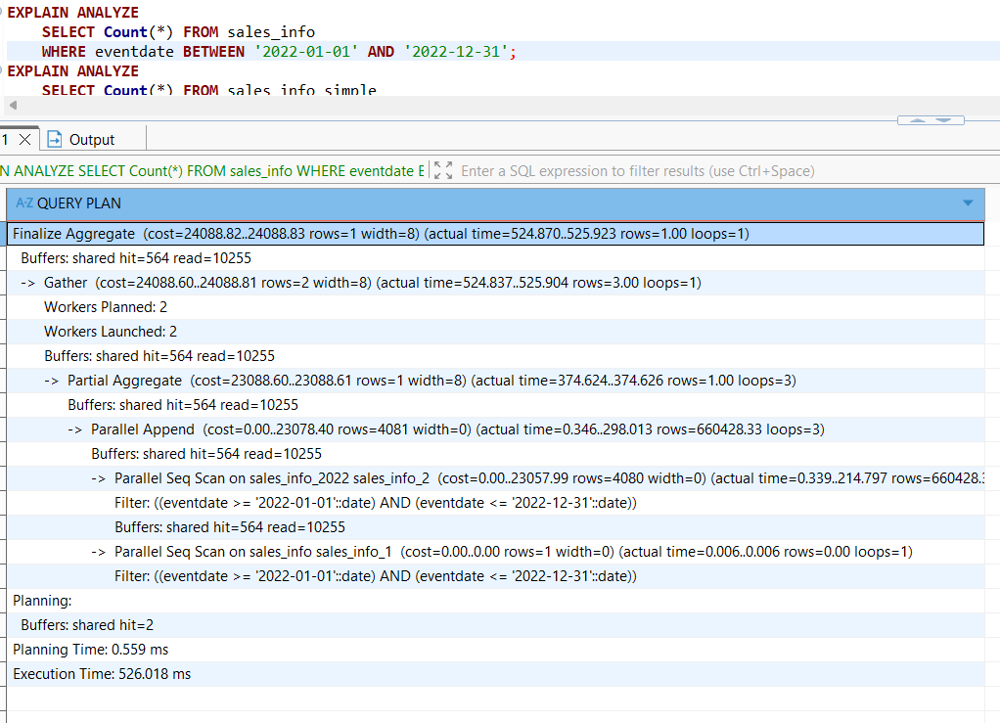 EXPLAIN ANALYZE
SELECT Count(*) FROM sales_info
WHERE eventdate BETWEEN '2022-01-01' AND '2022-12-31';
EXPLAIN ANALYZE
SELECT Count(*) FROM sales_info_simple
1 Output
N ANALYZE SELECT Count(*) FROM sales_info WHERE eventdate E Enter a SQL expression to filter results (use Ctrl+Space)
A-Z QUERY PLAN
Finalize Aggregate (cost=24088.82..24088.83 rows=1 width=8) (actual time=524.870..525.923 rows=1.00 loops=1)
Buffers: shared hit=564 read=10255
-> Gather (cost=24088.60..24088.81 rows=2 width=8) (actual time=524.837..525.904 rows=3.00 loops=1)
Workers Planned: 2
Workers Launched: 2
Buffers: shared hit=564 read=10255
-> Partial Aggregate (cost=23088.60..23088.61 rows=1 width=8) (actual time=374.624..374.626 rows=1.00 loops=3)
Buffers: shared hit=564 read=10255
-> Parallel Append (cost=0.00..23078.40 rows=4081 width=0) (actual time=0.346..298.013 rows=660428.33 loops=3)
Buffers: shared hit=564 read=10255
-> Parallel Seq Scan on sales_info_2022 sales_info_2 (cost=0.00..23057.99 rows=4080 width=0) (actual time=0.339..214.797 rows=660428.3
Filter: ((eventdate >= '2022-01-01'::date) AND (eventdate <= '2022-12-31'::date))
Buffers: shared hit=564 read=10255
-> Parallel Seq Scan on sales_info sales_info_1 (cost=0.00..0.00 rows=1 width=0) (actual time=0.006..0.006 rows=0.00 loops=1)
Filter: ((eventdate >= '2022-01-01'::date) AND (eventdate <= '2022-12-31'::date))
Planning:
Buffers: shared hit=2
Planning Time: 0.559 ms
Execution Time: 526.018 ms